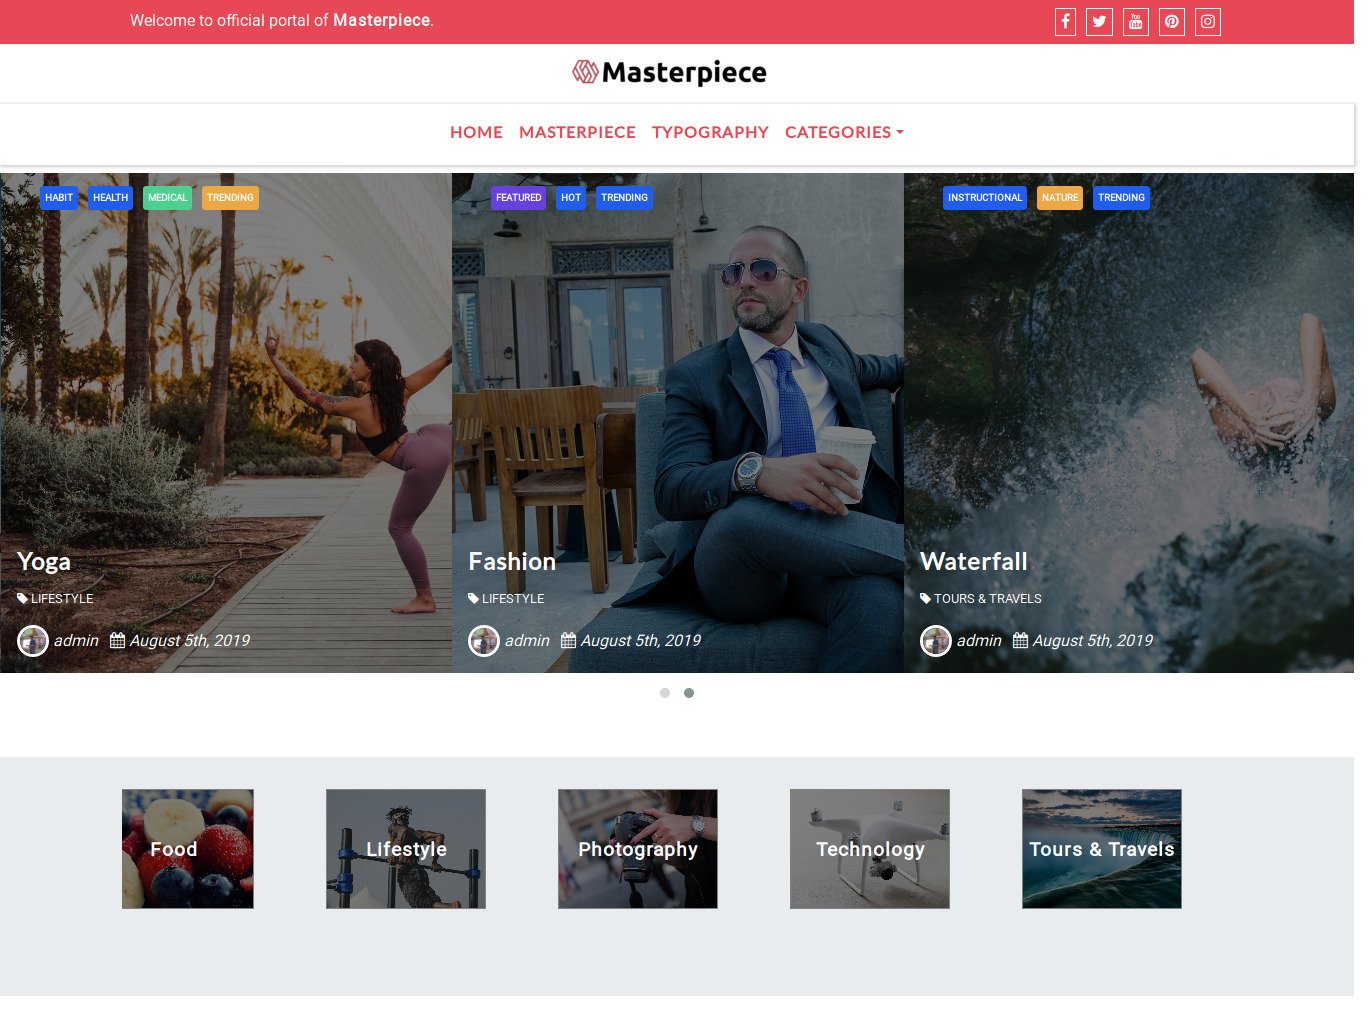 Welcome to official portal of Masterpiece.
Masterpiece
HOME MASTERPIECE TYPOGRAPHY CATEGORIES
HABIT HEALTH MEDICAL TRENDING
Yoga
LIFESTYLE
admin August 5th, 2019
FEATURED HOT TRENDING
Fashion
LIFESTYLE
admin August 5th, 2019
INSTRUCTIONAL NATURE TRENDING
Waterfall
TOURS & TRAVELS
admin August 5th, 2019
Food
Lifestyle
Photography
Technology
Tours & Travels